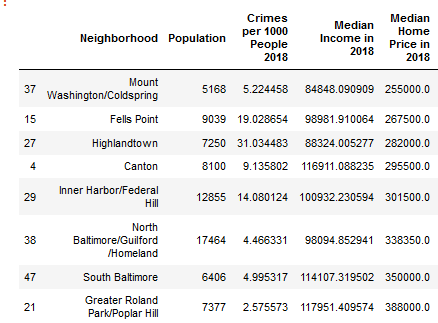 Neighborhood Population Crimes per 1000 People 2018 Median Income in 2018 Median Home Price in 2018
37 Mount Washington/Coldspring 5168 5.224458 84848.090909 255000.0
15 Fells Point 9039 19.028654 98981.910064 267500.0
27 Highlandtown 7250 31.034483 88324.005277 282000.0
4 Canton 8100 9.135802 116911.088235 295500.0
29 Inner Harbor/Federal Hill 12855 14.080124 100932.230594 301500.0
38 North Baltimore/Guilford /Homeland 17464 4.466331 98094.852941 338350.0
47 South Baltimore 6406 4.995317 114107.319502 350000.0
21 Greater Roland Park/Poplar Hill 7377 2.575573 117951.409574 388000.0